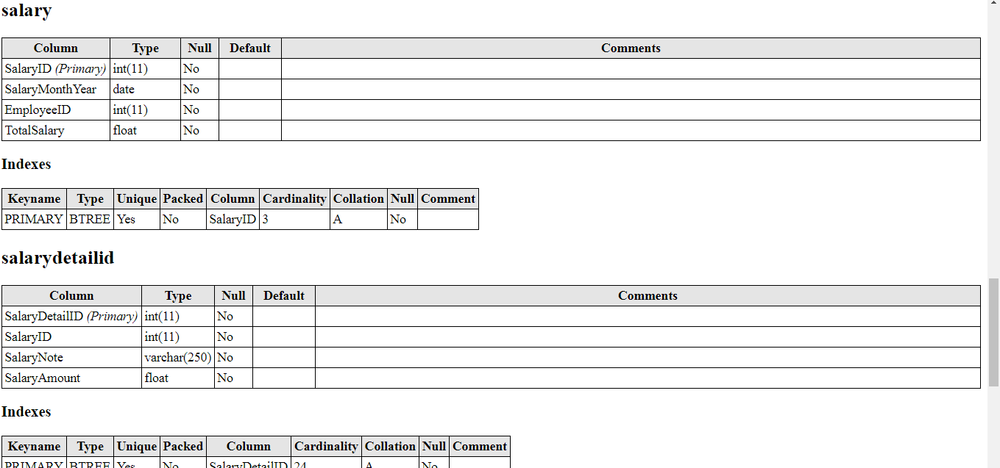 salary
Column Type Null Default Comments
SalaryID (Primary) int(11) No
SalaryMonthYear date No
EmployeeID int(11) No
TotalSalary float No
Indexes
Keyname Type Unique Packed Column Cardinality Collation Null Comment
PRIMARY BTREE Yes No SalaryID 3 A No
salarydetailid
Column Type Null Default Comments
SalaryDetailID (Primary) int(11) No
SalaryID int(11) No
SalaryNote varchar(250) No
SalaryAmount float No
Indexes
Keyname Type Unique Packed Column Cardinality Collation Null Comment
PRIMARY BTREE Yes No SalaryDetailID 24 A No